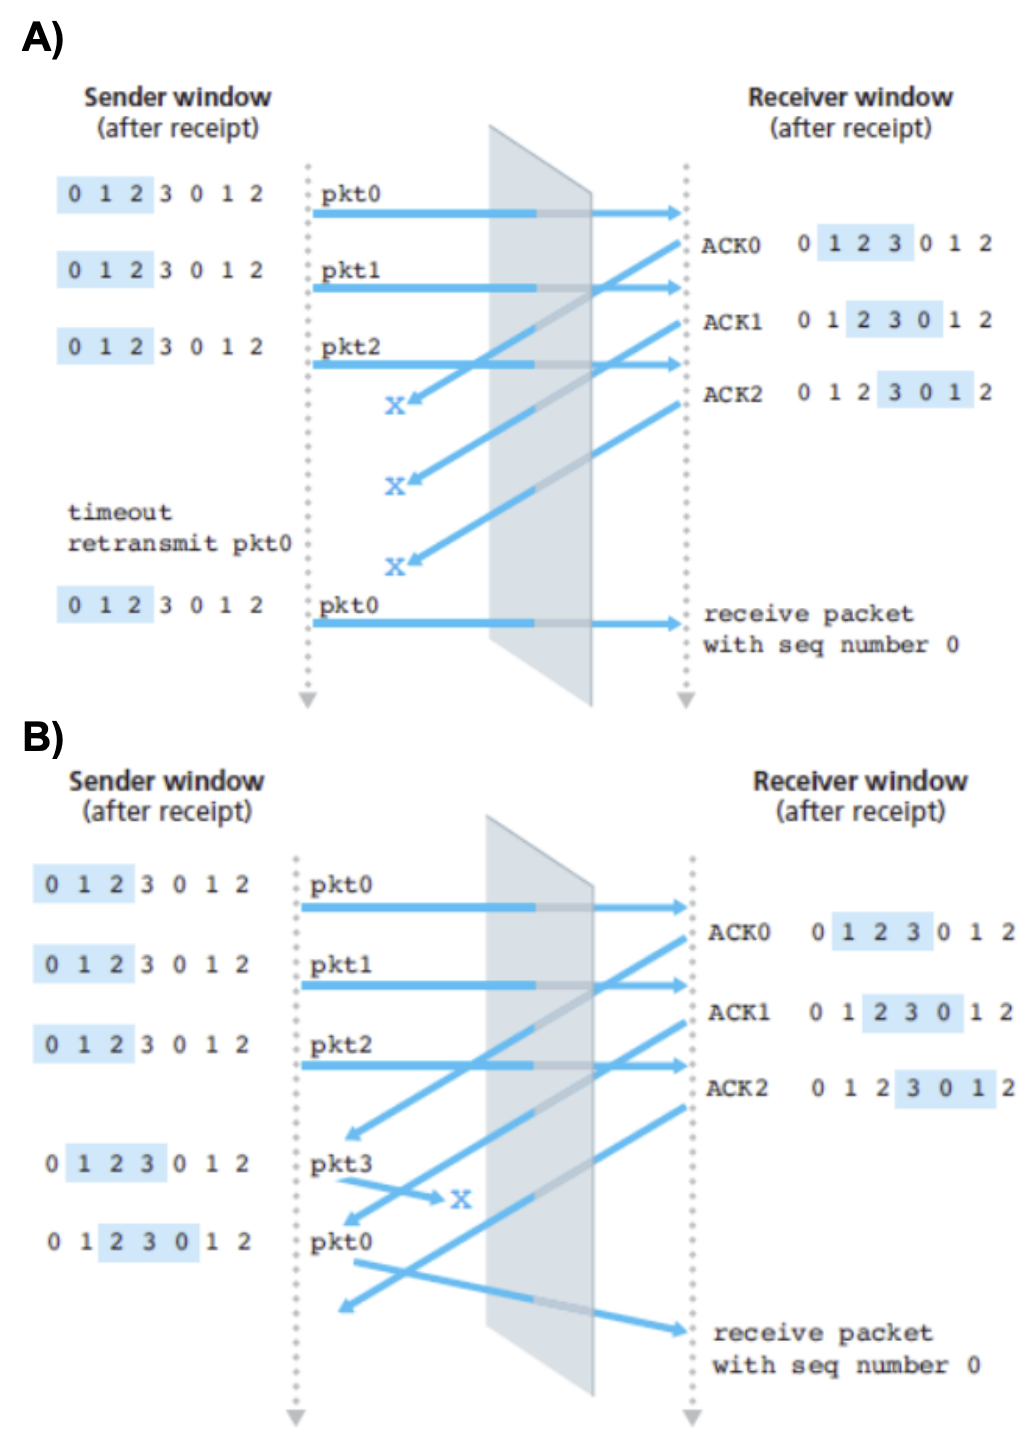 A)
Sender window
(after receipt)
Receiver window
(after receipt)
0 1 2 3 0 1 2
pkt0
ACK0 0 1 2 3 0 1 2
0 1 2 3 0 1 2
pkt1
ACK1 0 1 2 3 0 1 2
0 1 2 3 0 1 2
pkt2
ACK2 0 1 2 3 0 1 2
X
X
timeout
retransmit pkt0
X
0 1 2 3 0 1 2
pkt0
receive packet
with seq number 0
B)
Sender window
(after receipt)
Receiver window
(after receipt)
0 1 2 3 0 1 2
pkt0
ACK0 0 1 2 3 0 1 2
0 1 2 3 0 1 2
pkt1
ACK1 0 1 2 3 0 1 2
0 1 2 3 0 1 2
pkt2
ACK2 0 1 2 3 0 1 2
0 1 2 3 0 1 2
pkt3
X
0 1 2 3 0 1 2
pkt0
receive packet
with seq number 0